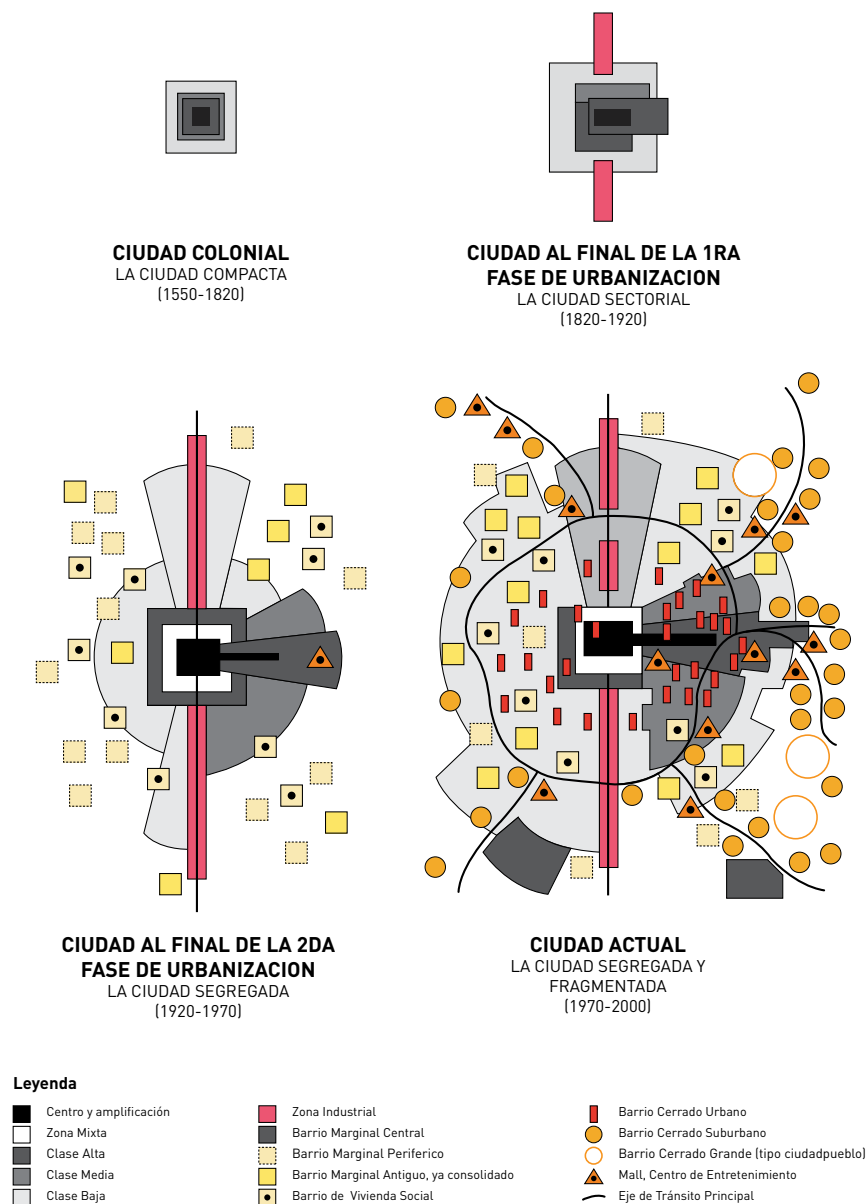 CIUDAD COLONIAL
LA CIUDAD COMPACTA
(1550-1820)
CIUDAD AL FINAL DE LA 1RA
FASE DE URBANIZACION
LA CIUDAD SECTORIAL
(1820-1920)
CIUDAD AL FINAL DE LA 2DA
FASE DE URBANIZACION
LA CIUDAD SEGREGADA
(1920-1970)
CIUDAD ACTUAL
LA CIUDAD SEGREGADA Y
FRAGMENTADA
(1970-2000)
Leyenda
Centro y amplificación
Zona Mixta
Clase Alta
Clase Media
Clase Baja
Zona Industrial
Barrio Marginal Central
Barrio Marginal Periferico
Barrio Marginal Antiguo, ya consolidado
Barrio de Vivienda Social
Barrio Cerrado Urbano
Barrio Cerrado Suburbano
Barrio Cerrado Grande (tipo ciudadpueblo)
Mall, Centro de Entretenimiento
Eje de Tránsito Principal